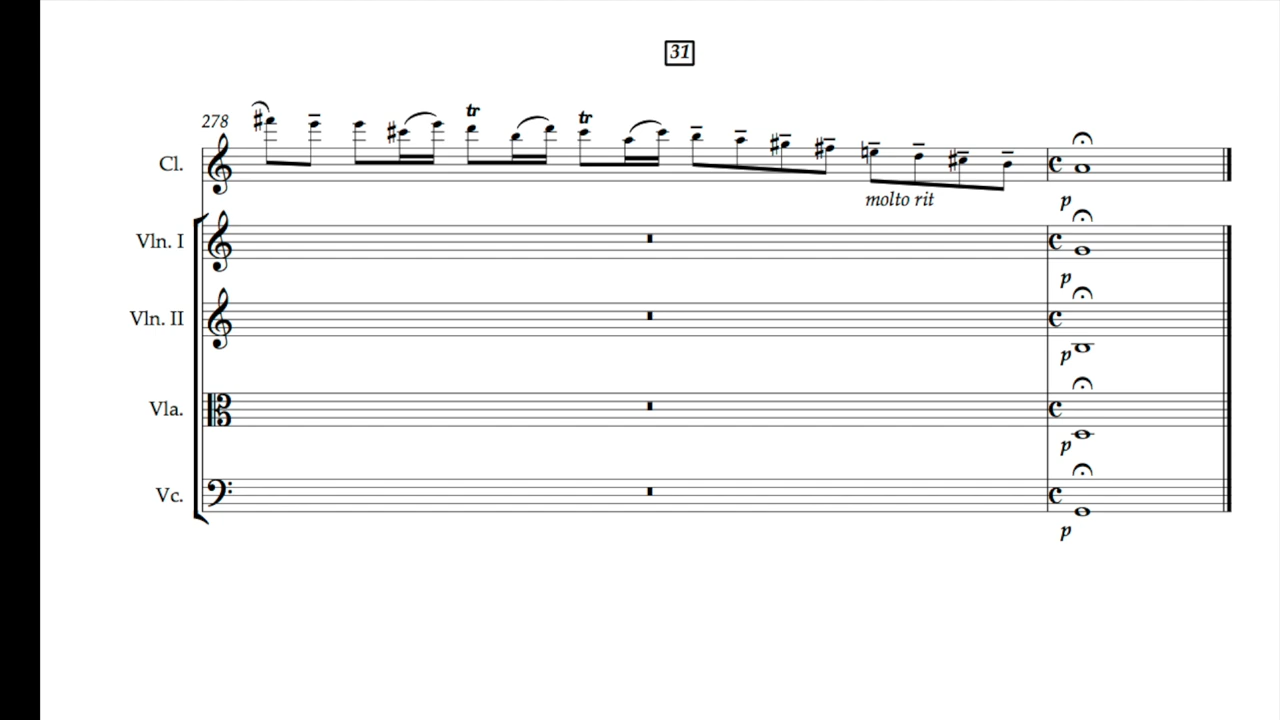 31
278
tr
tr
Cl.
molto rit
p
Vln. I
p
Vln. II
p
Vla.
p
Vc.
p